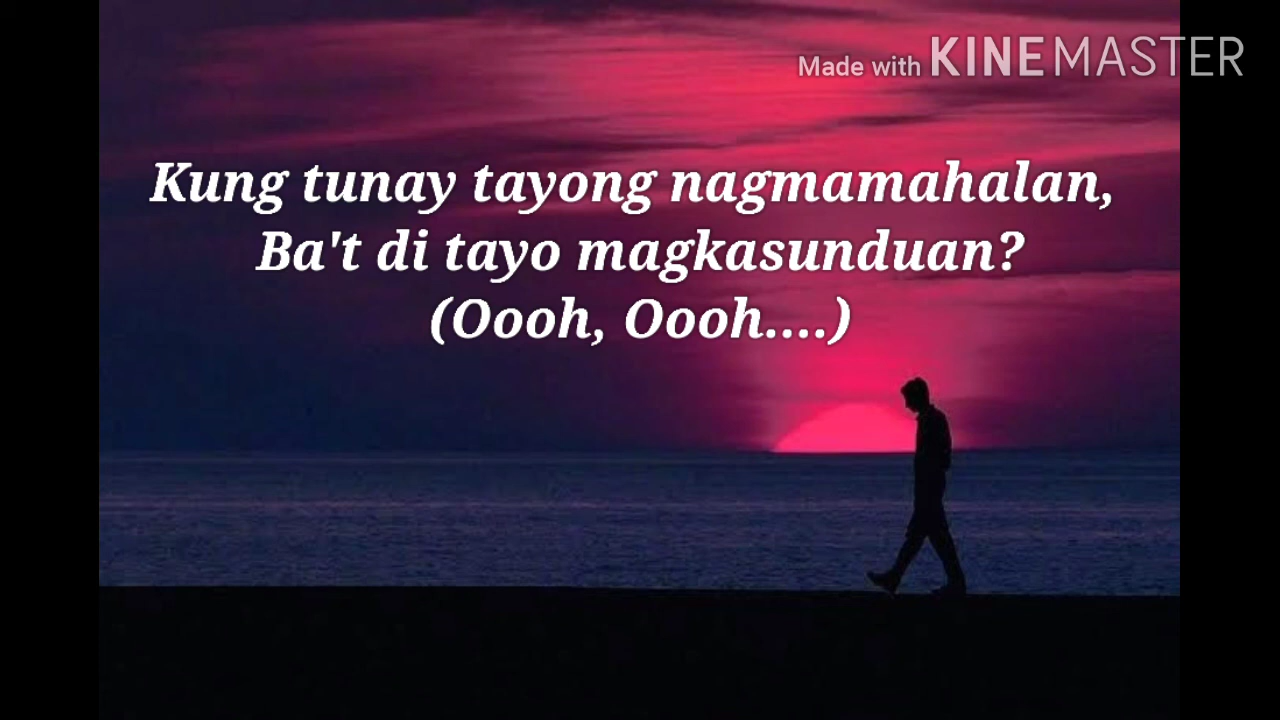 Made with KINEMASTER
Kung tunay tayong nagmamahalan,
Ba't di tayo magkasunduan?
(Oooh, Oooh....)